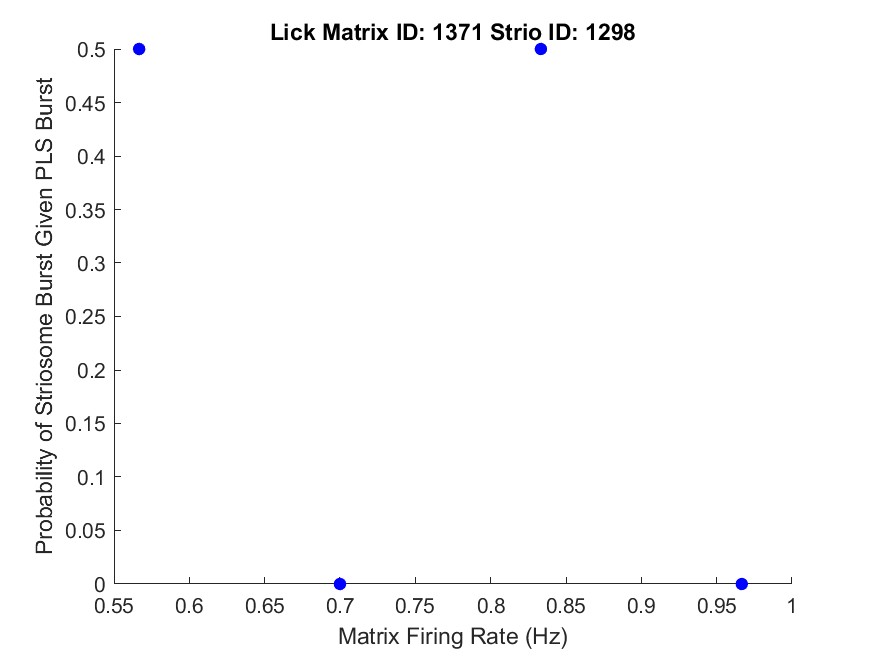 Lick Matrix ID: 1371 Strio ID: 1298
Probability of Striosome Burst Given PLS Burst
0.5
0.45
0.4
0.35
0.3
0.25
0.2
0.15
0.1
0.05
0
0.55 0.6 0.65 0.7 0.75 0.8 0.85 0.9 0.95 1
Matrix Firing Rate (Hz)